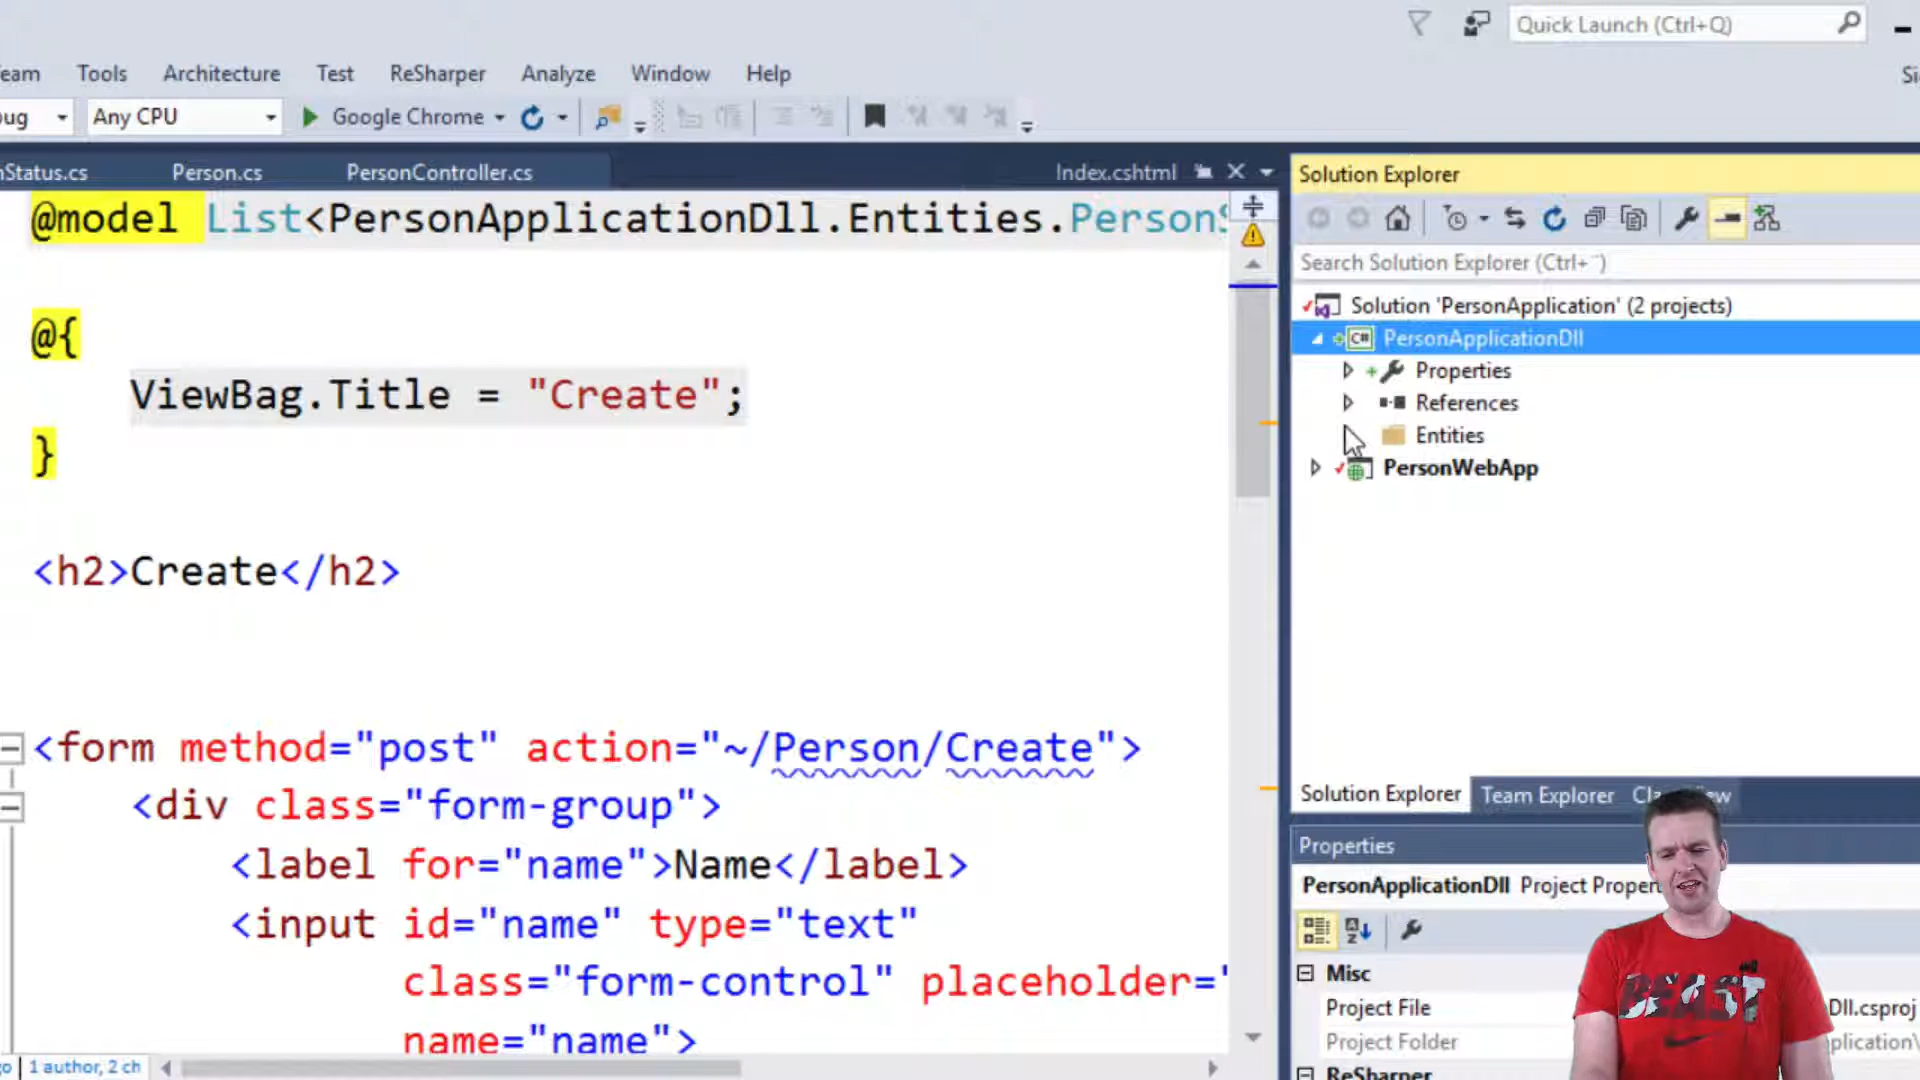 Quick Launch (Ctrl+Q)
Team Tools Architecture Test ReSharper Analyze Window Help
Any CPU Google Chrome
nStatus.cs Person.cs PersonController.cs Index.cshtml
@model List<PersonApplicationDll.Entities.PersonS
@{
ViewBag.Title = "Create";
}
<h2>Create</h2>
<form method="post" action="~/Person/Create">
<div class="form-group">
<label for="name">Name</label>
<input id="name" type="text"
class="form-control" placeholder="
name="name">
1 author, 2 ch
Solution Explorer
Search Solution Explorer (Ctrl+¨)
Solution 'PersonApplication' (2 projects)
C# PersonApplicationDll
Properties
References
Entities
PersonWebApp
Solution Explorer Team Explorer
Properties
PersonApplicationDll Project Proper
Misc
Project File Dll.csproj
Project Folder plication\
ReSharper
BEAST